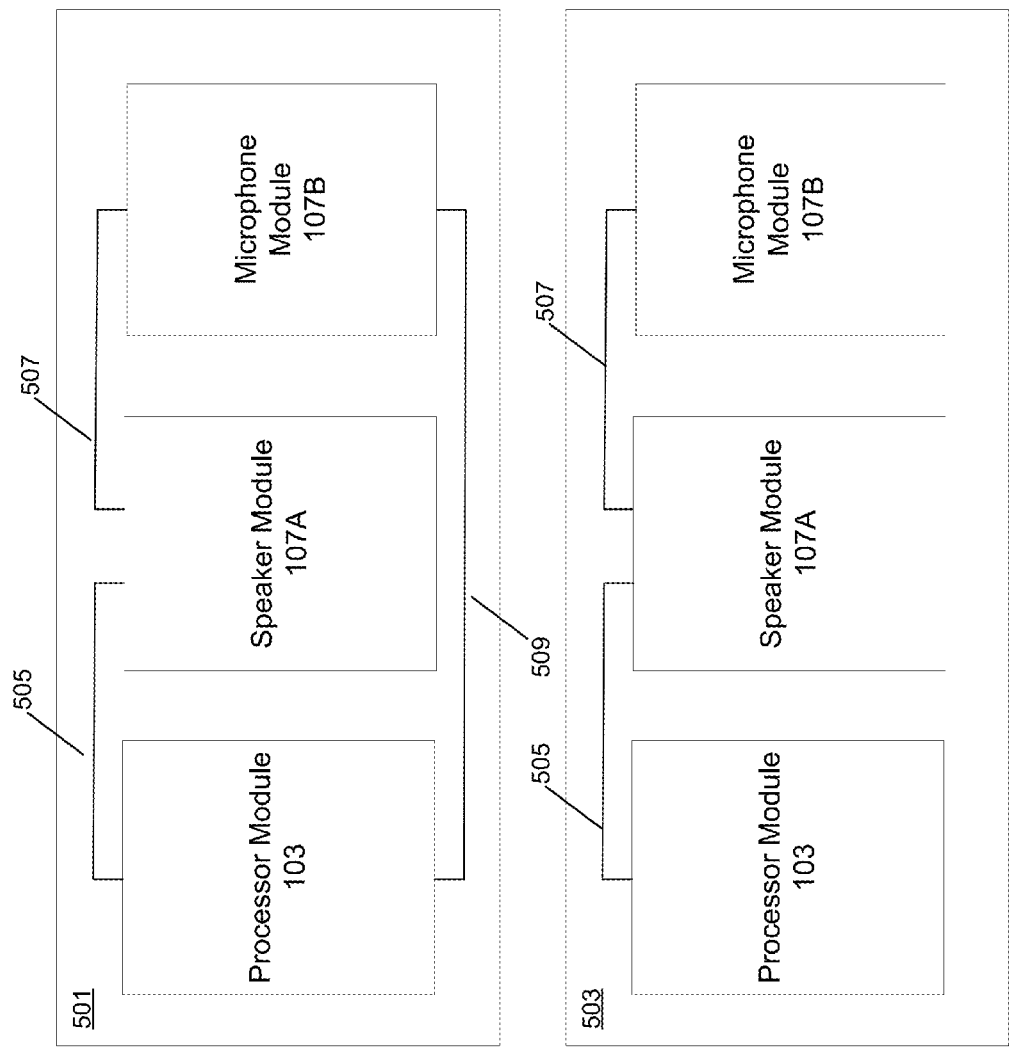 501
505
507
Processor Module
103
Speaker Module
107A
Microphone
Module
107B
509
503
505
507
Processor Module
103
Speaker Module
107A
Microphone
Module
107B